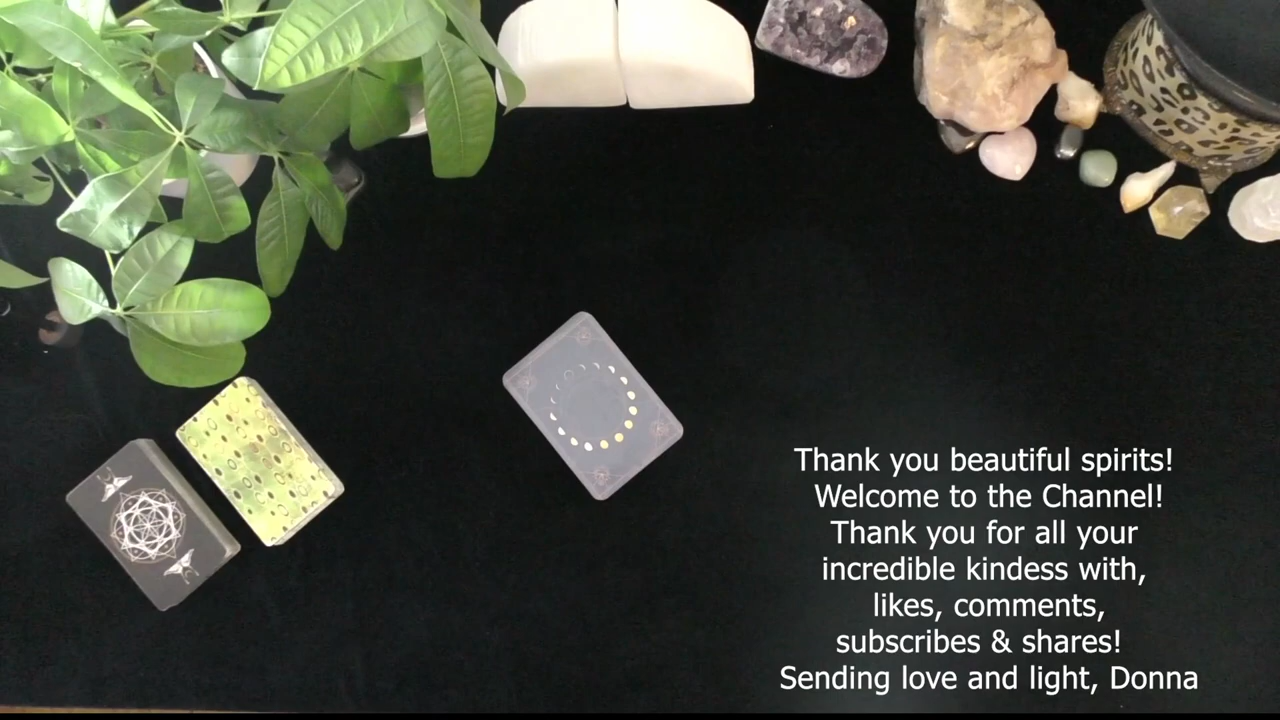 Thank you beautiful spirits!
Welcome to the Channel!
Thank you for all your
incredible kindess with,
likes, comments,
subscribes & shares!
Sending love and light, Donna